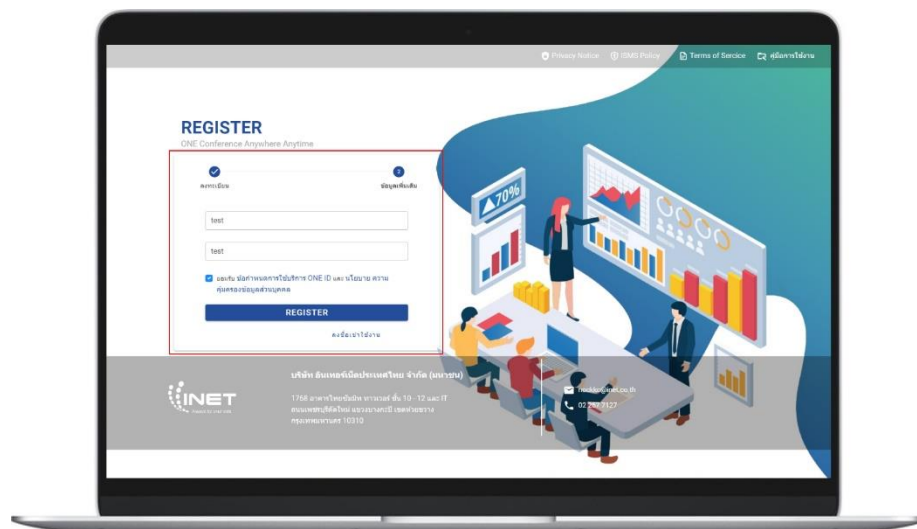 Privacy Notice ISMS Policy Terms of Sercice คู่มือการใช้งาน
REGISTER
ONE Conference Anywhere Anytime
ลงทะเบียน ข้อมูลเพิ่มเติม
test
test
ยอมรับ ข้อกำหนดการใช้บริการ ONE ID และ นโยบาย ความ
คุ้มครองข้อมูลส่วนบุคคล
REGISTER
ลงชื่อเข้าใช้งาน
▲70%
INET
บริษัท อินเทอร์เน็ตประเทศไทย จำกัด (มหาชน)
1768 อาคารไทยซัมมิท ทาวเวอร์ ชั้น 10 - 12 และ IT
ถนนเพชรบุรีตัดใหม่ แขวงบางกะปิ เขตห้วยขวาง
กรุงเทพมหานคร 10310
02 257 7127